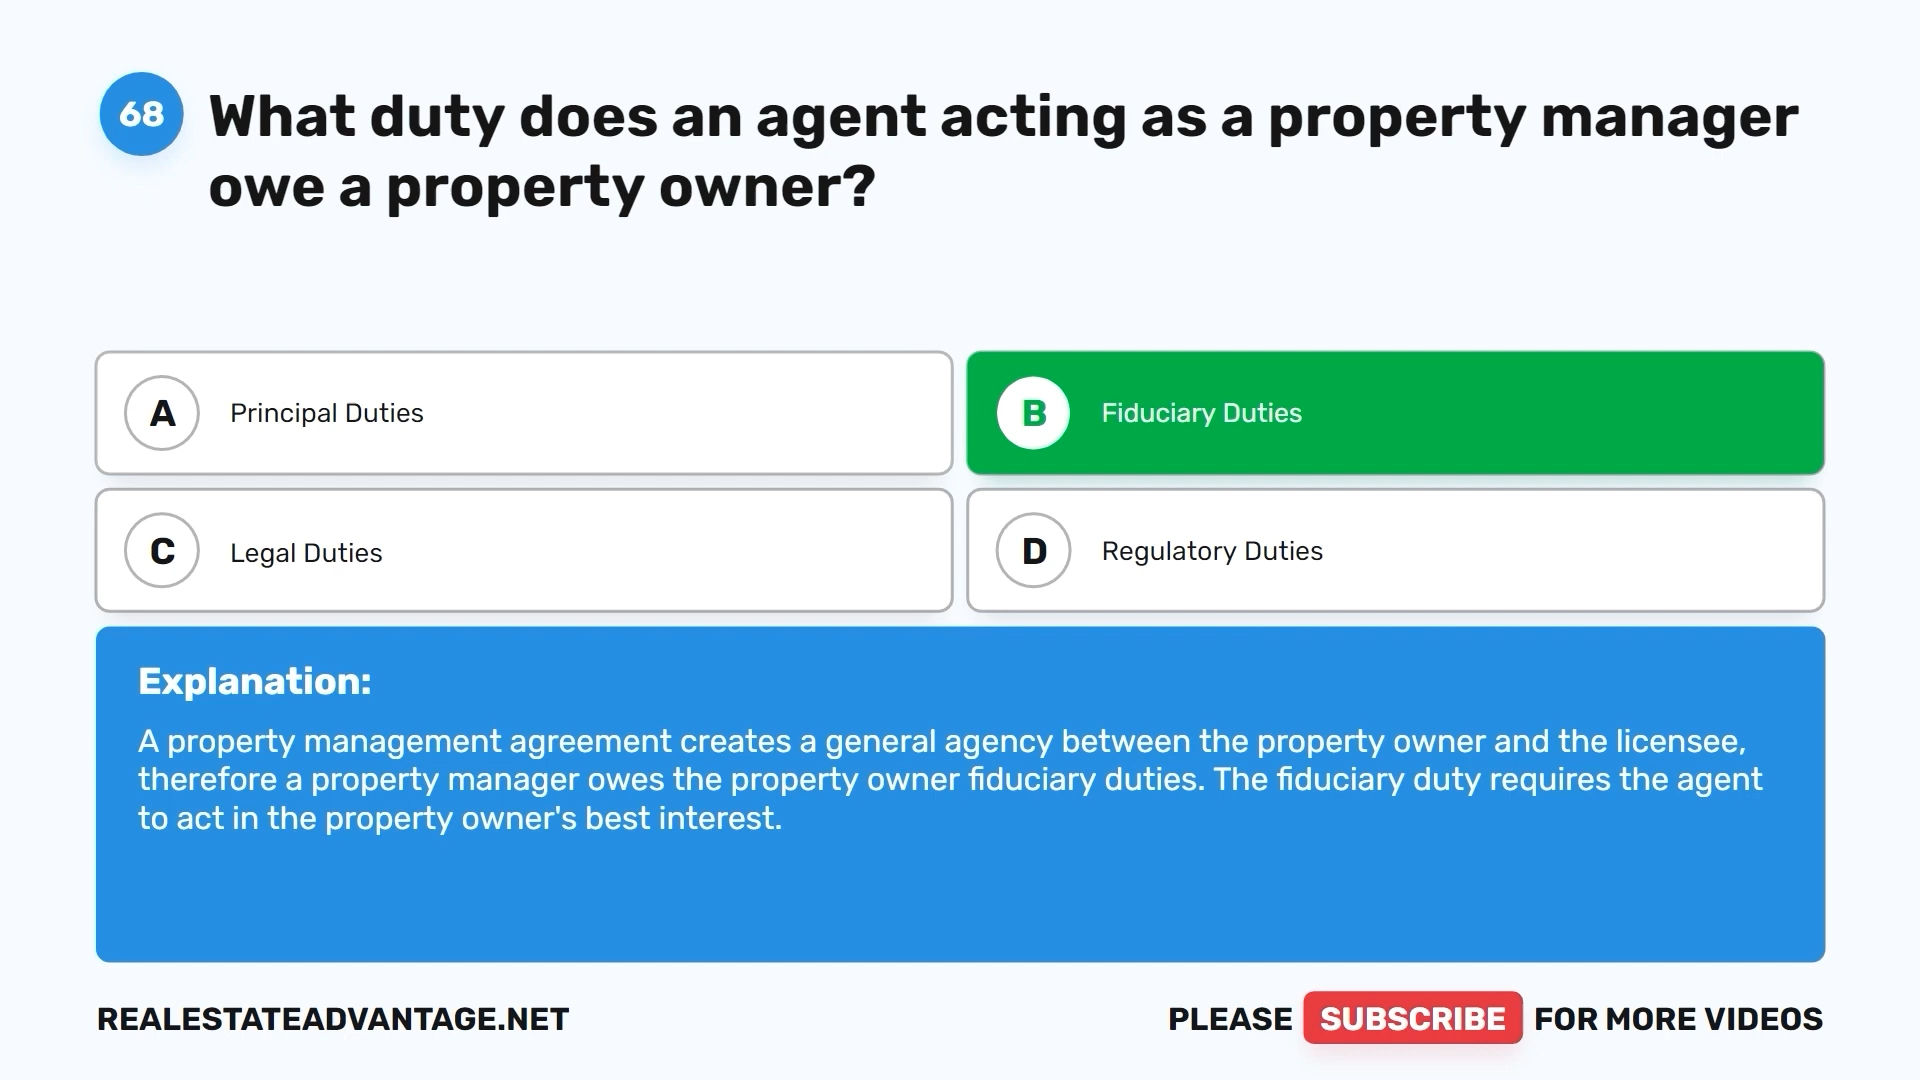 68
What duty does an agent acting as a property manager
owe a property owner?
A Principal Duties
B Fiduciary Duties
C Legal Duties
D Regulatory Duties
Explanation:
A property management agreement creates a general agency between the property owner and the licensee,
therefore a property manager owes the property owner fiduciary duties. The fiduciary duty requires the agent
to act in the property owner's best interest.
REALESTATEADVANTAGE.NET
PLEASE SUBSCRIBE FOR MORE VIDEOS